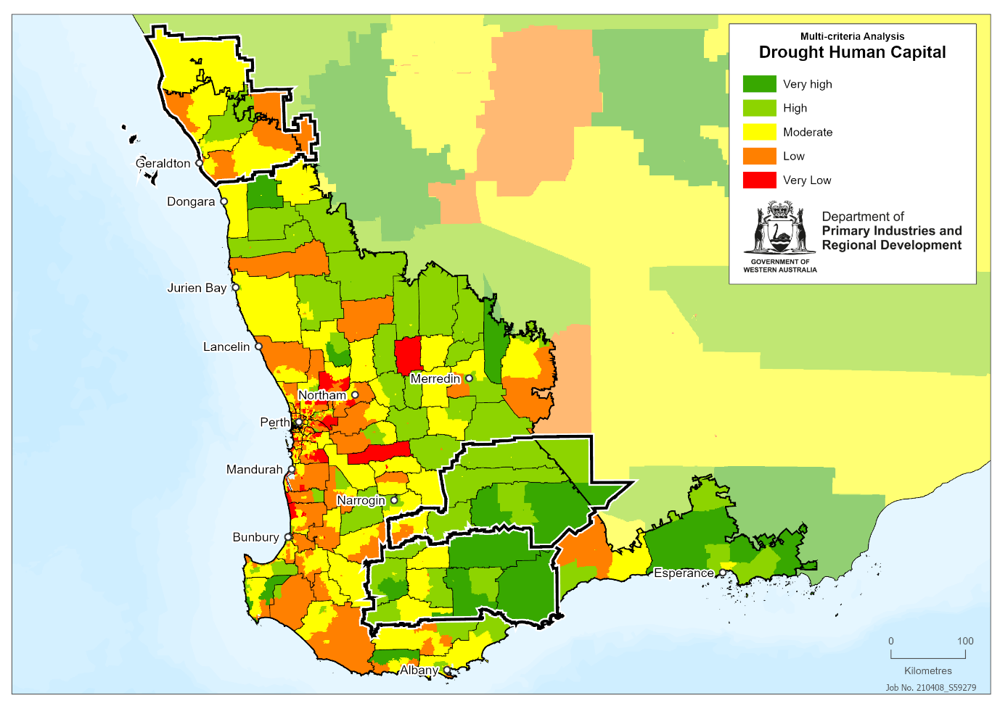 Multi-criteria Analysis
Drought Human Capital
Very high
High
Moderate
Low
Very Low
Department of
Primary Industries and
Regional Development
GOVERNMENT OF
WESTERN AUSTRALIA
Geraldton
Dongara
Jurien Bay
Lancelin
Merredin
Northam
Perth
Mandurah
Narrogin
Bunbury
Esperance
Albany
0 100
Kilometres
Job No. 210408_S59279